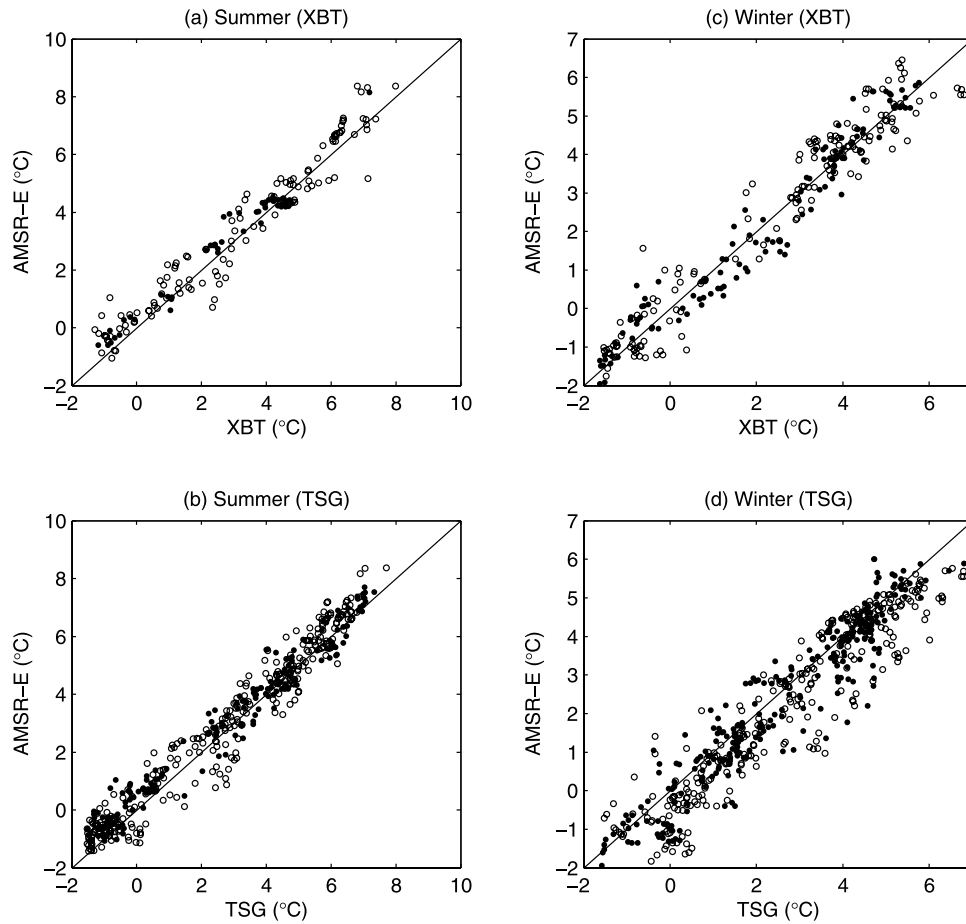 (a) Summer (XBT)
10
8
6
4
2
0
−2
AMSR−E (°C)
−2 0 2 4 6 8 10
XBT (°C)
(c) Winter (XBT)
7
6
5
4
3
2
1
0
−1
−2
AMSR−E (°C)
−2 0 2 4 6
XBT (°C)
(b) Summer (TSG)
10
8
6
4
2
0
−2
AMSR−E (°C)
−2 0 2 4 6 8 10
TSG (°C)
(d) Winter (TSG)
7
6
5
4
3
2
1
0
−1
−2
AMSR−E (°C)
−2 0 2 4 6
TSG (°C)